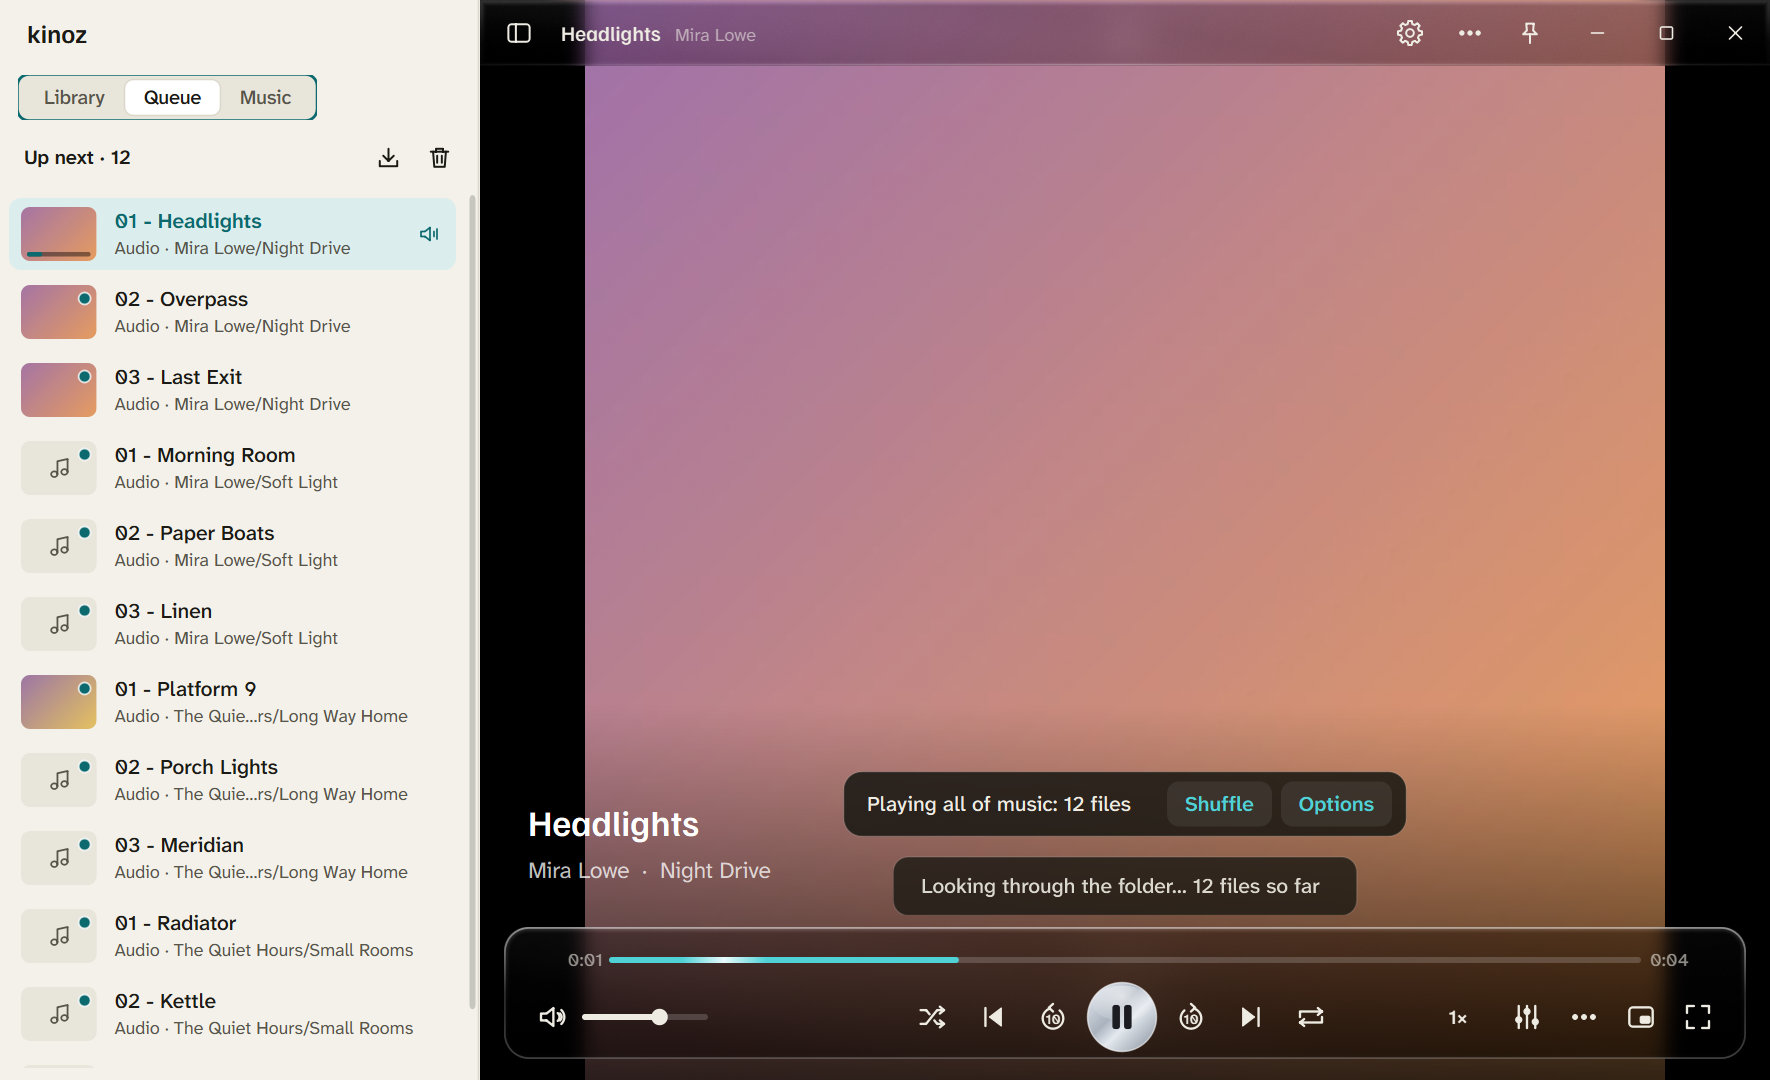 kinoz
Library Queue Music
Up next · 12
01 - Headlights
Audio · Mira Lowe/Night Drive
02 - Overpass
Audio · Mira Lowe/Night Drive
03 - Last Exit
Audio · Mira Lowe/Night Drive
01 - Morning Room
Audio · Mira Lowe/Soft Light
02 - Paper Boats
Audio · Mira Lowe/Soft Light
03 - Linen
Audio · Mira Lowe/Soft Light
01 - Platform 9
Audio · The Quie...rs/Long Way Home
02 - Porch Lights
Audio · The Quie...rs/Long Way Home
03 - Meridian
Audio · The Quie...rs/Long Way Home
01 - Radiator
Audio · The Quiet Hours/Small Rooms
02 - Kettle
Audio · The Quiet Hours/Small Rooms
Headlights Mira Lowe
Playing all of music: 12 files Shuffle Options
Headlights
Mira Lowe · Night Drive
Looking through the folder... 12 files so far
0:01 0:04
10 10 1×